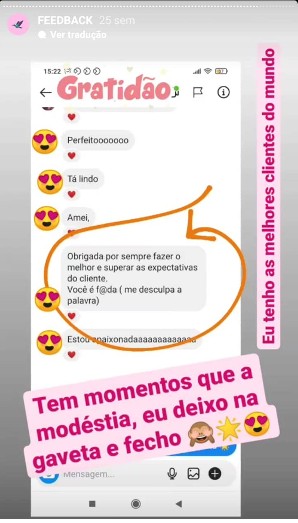 FEEDBACK 25 sem
Ver tradução
15:22
Gratidão
Perfeitooooooo
Tá lindo
Amei,
Obrigada por sempre fazer o
melhor e superar as expectativas
do cliente.
Você é f@da ( me desculpa a
palavra)
Estou apaixonadaaaaaaaaaaaaa
Tem momentos que a
modéstia, eu deixo na
gaveta e fecho 🙈🌟😍
Mensagem...
Eu tenho as melhores clientes do mundo